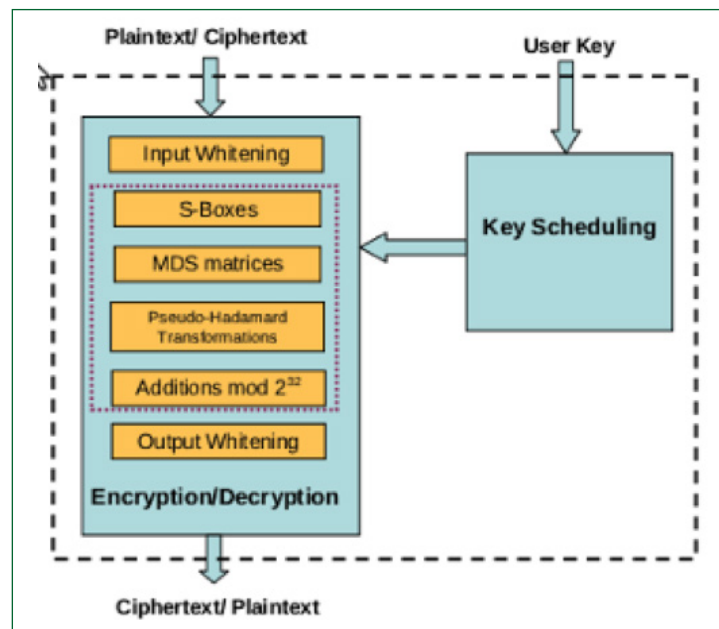 Plaintext/ Ciphertext
User Key
Input Whitening
S-Boxes
MDS matrices
Pseudo-Hadamard
Transformations
Additions mod 2³²
Output Whitening
Encryption/Decryption
Key Scheduling
Ciphertext/ Plaintext